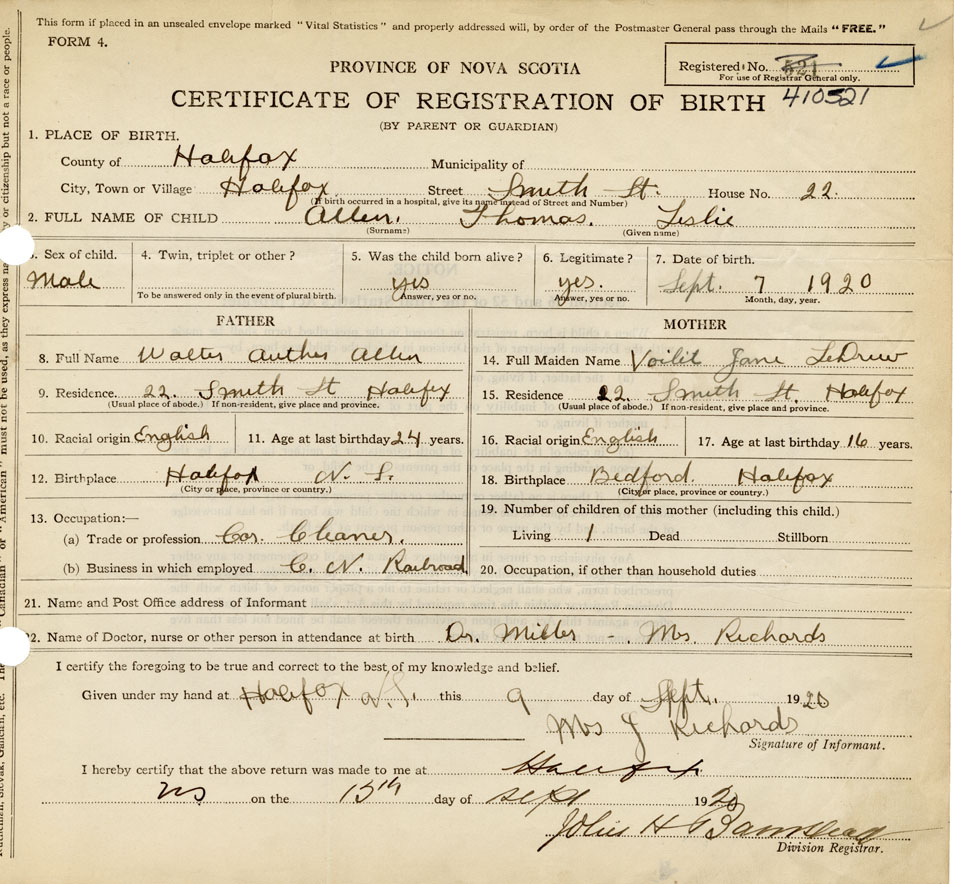 This form if placed in an unsealed envelope marked "Vital Statistics" and properly addressed will, by order of the Postmaster General pass through the Mails "FREE."
FORM 4.
Registered No. 521
For use of Registrar General only.
410521
PROVINCE OF NOVA SCOTIA
CERTIFICATE OF REGISTRATION OF BIRTH
(BY PARENT OR GUARDIAN)
1. PLACE OF BIRTH.
County of Halifax Municipality of
City, Town or Village Halifax Street Smith St. House No. 22.
(If birth occurred in a hospital, give its name instead of Street and Number)
2. FULL NAME OF CHILD Allen. Thomas. Leslie
(Surname) (Given name)
3. Sex of child. Male
4. Twin, triplet or other?
To be answered only in the event of plural birth.
5. Was the child born alive? yes
Answer, yes or no.
6. Legitimate? yes.
Answer, yes or no.
7. Date of birth. Sept. 7 1920
Month, day, year.
FATHER
8. Full Name Walter Auther Allen
9. Residence. 22. Smith St Halifax
(Usual place of abode.) If non-resident, give place and province.
10. Racial origin English 11. Age at last birthday 24 years.
12. Birthplace Halifax N. S.
(City or place, province or country.)
13. Occupation:—
(a) Trade or profession Car. Cleaner.
(b) Business in which employed C. N. Railroad
MOTHER
14. Full Maiden Name Voilit Jane LeDrew
15. Residence 22. Smith St. Halifax
(Usual place of abode.) If non-resident, give place and province.
16. Racial origin English 17. Age at last birthday 16 years.
18. Birthplace Bedford. Halifax
(City or place, province or country.)
19. Number of children of this mother (including this child.)
Living 1 Dead Stillborn
20. Occupation, if other than household duties
21. Name and Post Office address of Informant
22. Name of Doctor, nurse or other person in attendance at birth Dr. Miller - Mrs Richards
I certify the foregoing to be true and correct to the best of my knowledge and belief.
Given under my hand at Halifax N.S. this 9 day of Sept. 1920
Mrs J Richards
Signature of Informant.
I hereby certify that the above return was made to me at Halifax
NS on the 15th day of Sept 1920
John H Barnstead
Division Registrar.